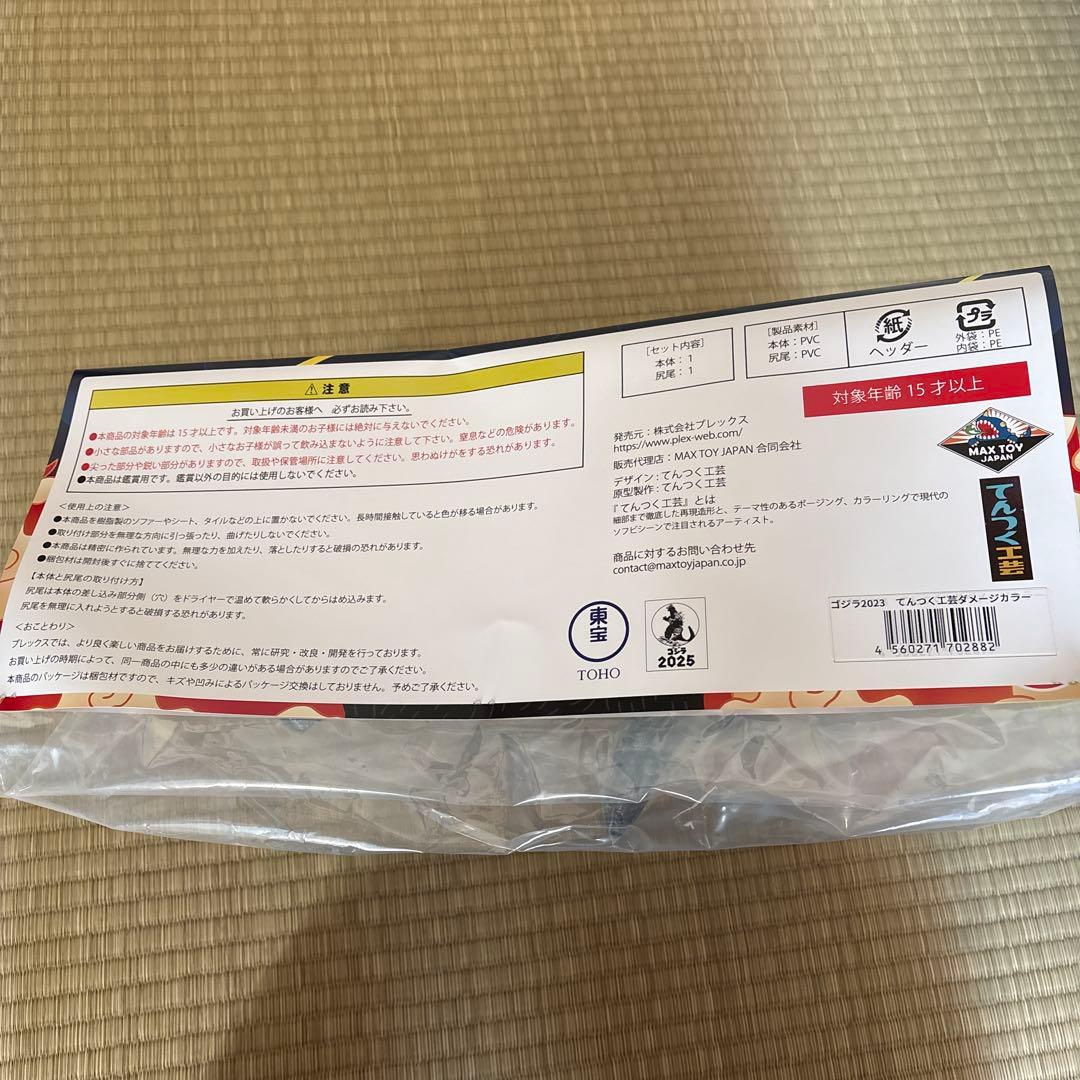 ⚠ 注意
お買い上げのお客様へ 必ずお読み下さい。
●本商品の対象年齢は15才以上です。対象年齢未満のお子様には絶対に与えないでください。
●小さな部品がありますので、小さなお子様が誤って飲み込まないように注意して下さい。窒息などの危険があります。
●尖った部分や鋭い部分がありますので、取扱や保管場所に注意してください。思わぬけがをする恐れがあります。
●本商品は鑑賞用です。鑑賞以外の目的には使用しないでください。
＜使用上の注意＞
●本商品を樹脂製のソファーやシート、タイルなどの上に置かないでください。長時間接触していると色が移る場合があります。
●取り付け部分を無理な方向に引っ張ったり、曲げたりしないでください。
●本商品は精密に作られています。無理な力を加えたり、落としたりすると破損の恐れがあります。
●梱包材は開封後すぐに捨ててください。
【本体と尻尾の取り付け方】
尻尾は本体の差し込み部分側（穴）をドライヤーで温めて軟らかくしてからはめ込みます。
尻尾を無理に入れようとすると破損する恐れがあります。
＜おことわり＞
プレックスでは、より良く楽しい商品をお届けするために、常に研究・改良・開発を行っております。
お買い上げの時期によって、同一商品の中にも多少の違いがある場合がありますのでご了承ください。
本商品のパッケージは梱包材ですので、キズや凹みによるパッケージ交換はしておりません。予めご了承ください。
［セット内容］
本体：1
尻尾：1
［製品素材］
本体：PVC
尻尾：PVC
紙
ヘッダー
プラ
外袋：PE
内袋：PE
対象年齢 15 才以上
発売元：株式会社プレックス
https://www.plex-web.com/
販売代理店：MAX TOY JAPAN 合同会社
デザイン：てんつく工芸
原型製作：てんつく工芸
『てんつく工芸』とは
細部まで徹底した再現造形と、テーマ性のあるポージング、カラーリングで現代の
ソフビシーンで注目されるアーティスト。
商品に対するお問い合わせ先
contact@maxtoyjapan.co.jp
MAX TOY
JAPAN
てんつく工芸
東宝
TOHO
ゴジラ
2025
ゴジラ2023 てんつく工芸ダメージカラー
4 560271 702882